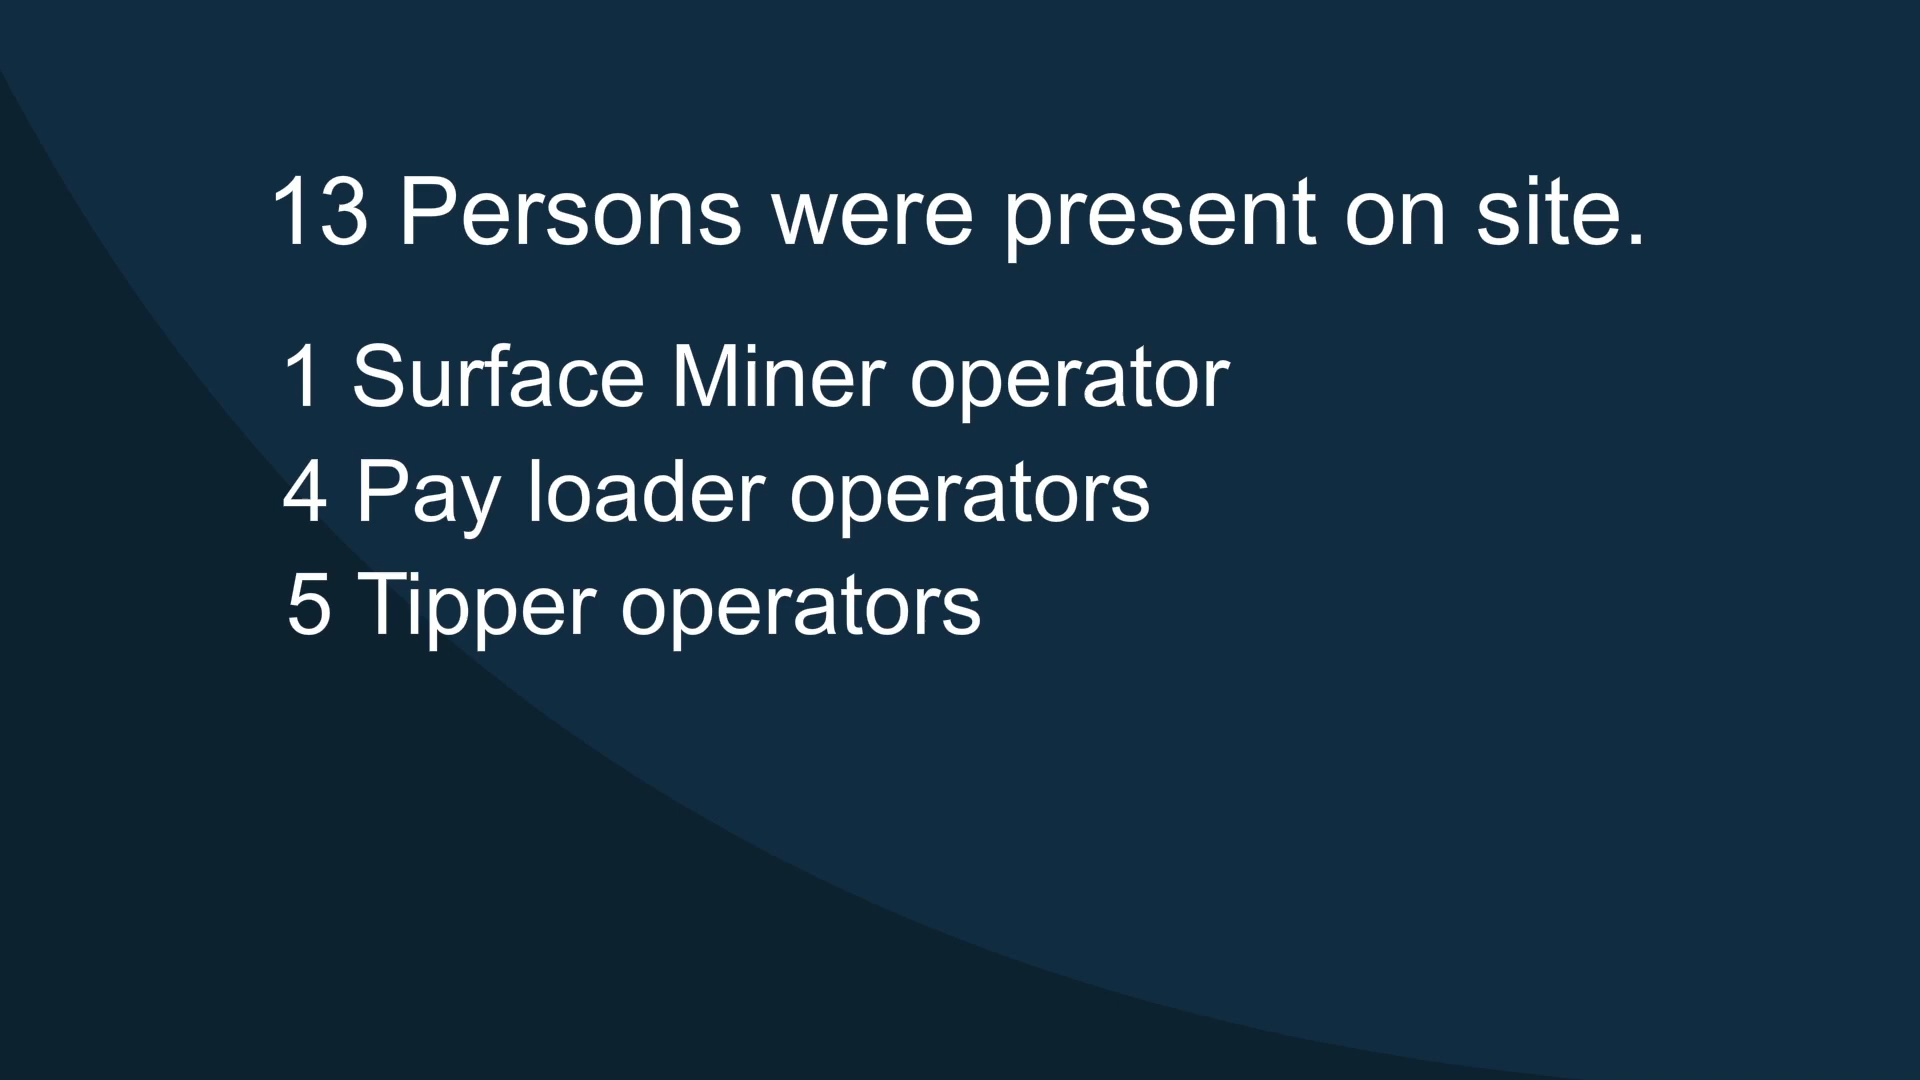 13 Persons were present on site.
1 Surface Miner operator
4 Pay loader operators
5 Tipper operators